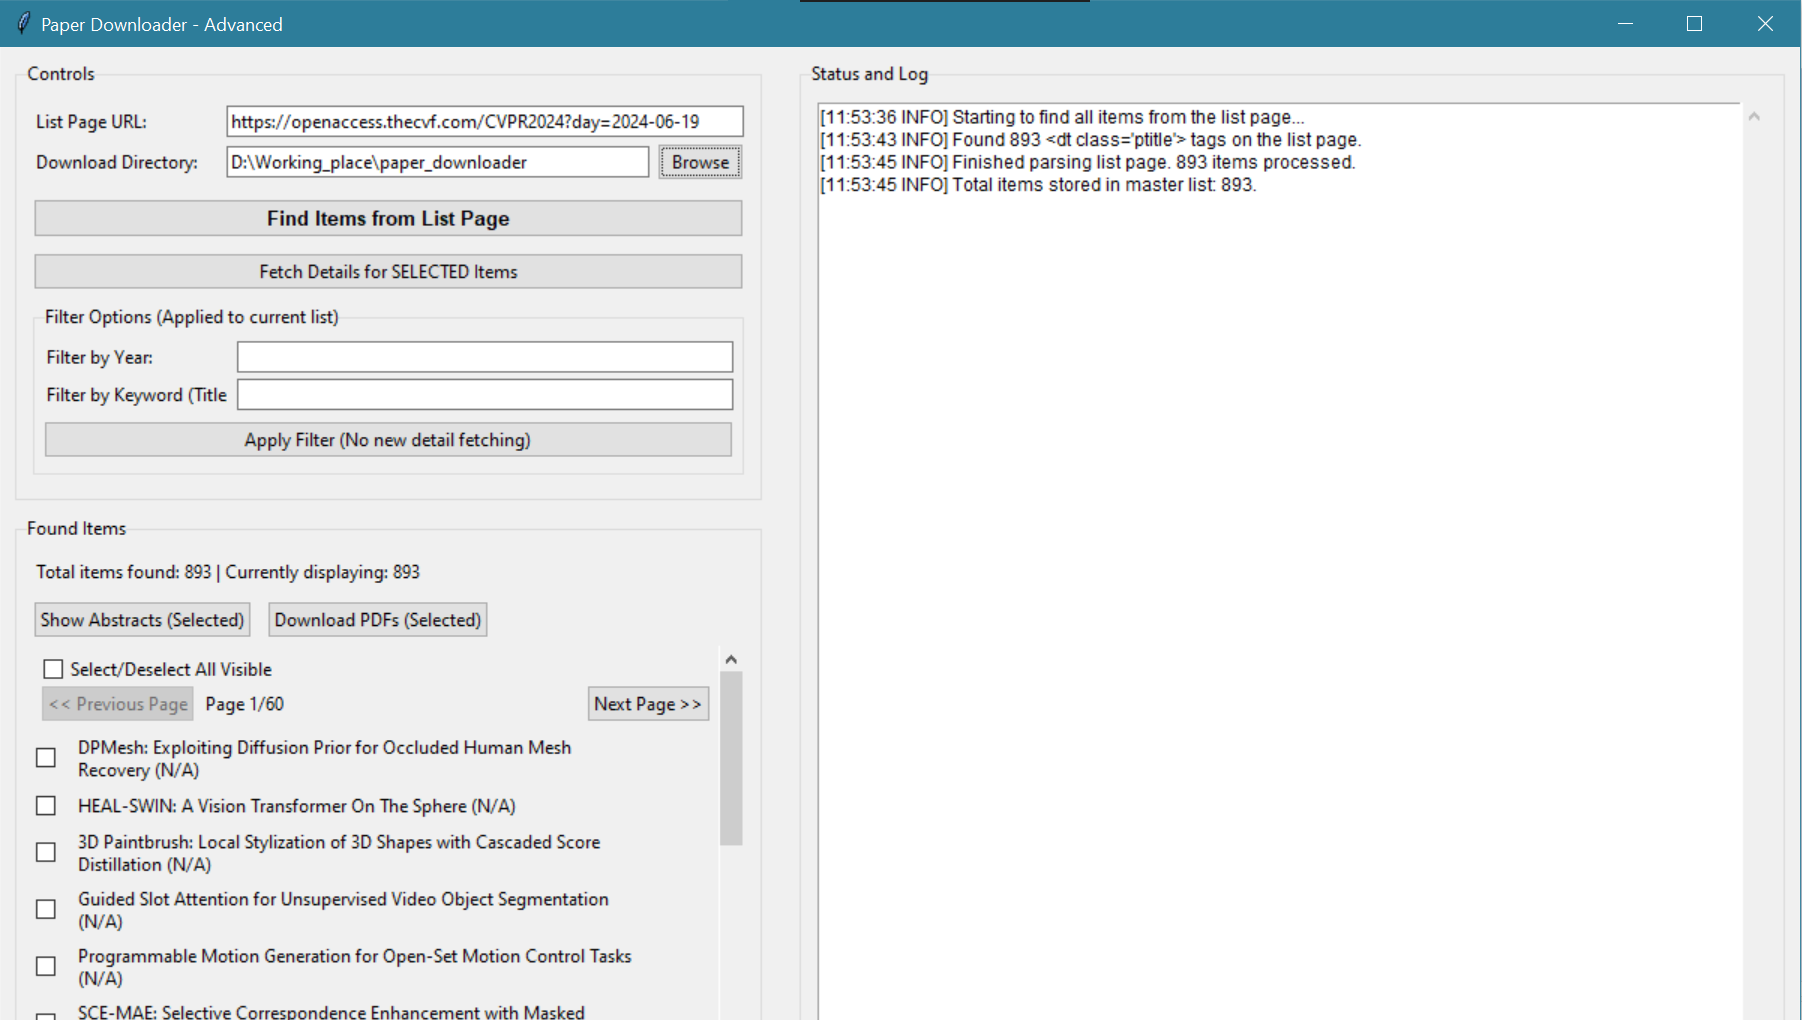 Paper Downloader - Advanced
Controls
List Page URL:
https://openaccess.thecvf.com/CVPR2024?day=2024-06-19
Download Directory:
D:\Working_place\paper_downloader
Browse
Find Items from List Page
Fetch Details for SELECTED Items
Filter Options (Applied to current list)
Filter by Year:
Filter by Keyword (Title
Apply Filter (No new detail fetching)
Found Items
Total items found: 893 | Currently displaying: 893
Show Abstracts (Selected)
Download PDFs (Selected)
Select/Deselect All Visible
<< Previous Page
Page 1/60
Next Page >>
DPMesh: Exploiting Diffusion Prior for Occluded Human Mesh
Recovery (N/A)
HEAL-SWIN: A Vision Transformer On The Sphere (N/A)
3D Paintbrush: Local Stylization of 3D Shapes with Cascaded Score
Distillation (N/A)
Guided Slot Attention for Unsupervised Video Object Segmentation
(N/A)
Programmable Motion Generation for Open-Set Motion Control Tasks
(N/A)
SCE-MAE: Selective Correspondence Enhancement with Masked
Status and Log
[11:53:36 INFO] Starting to find all items from the list page...
[11:53:43 INFO] Found 893 <dt class='ptitle'> tags on the list page.
[11:53:45 INFO] Finished parsing list page. 893 items processed.
[11:53:45 INFO] Total items stored in master list: 893.